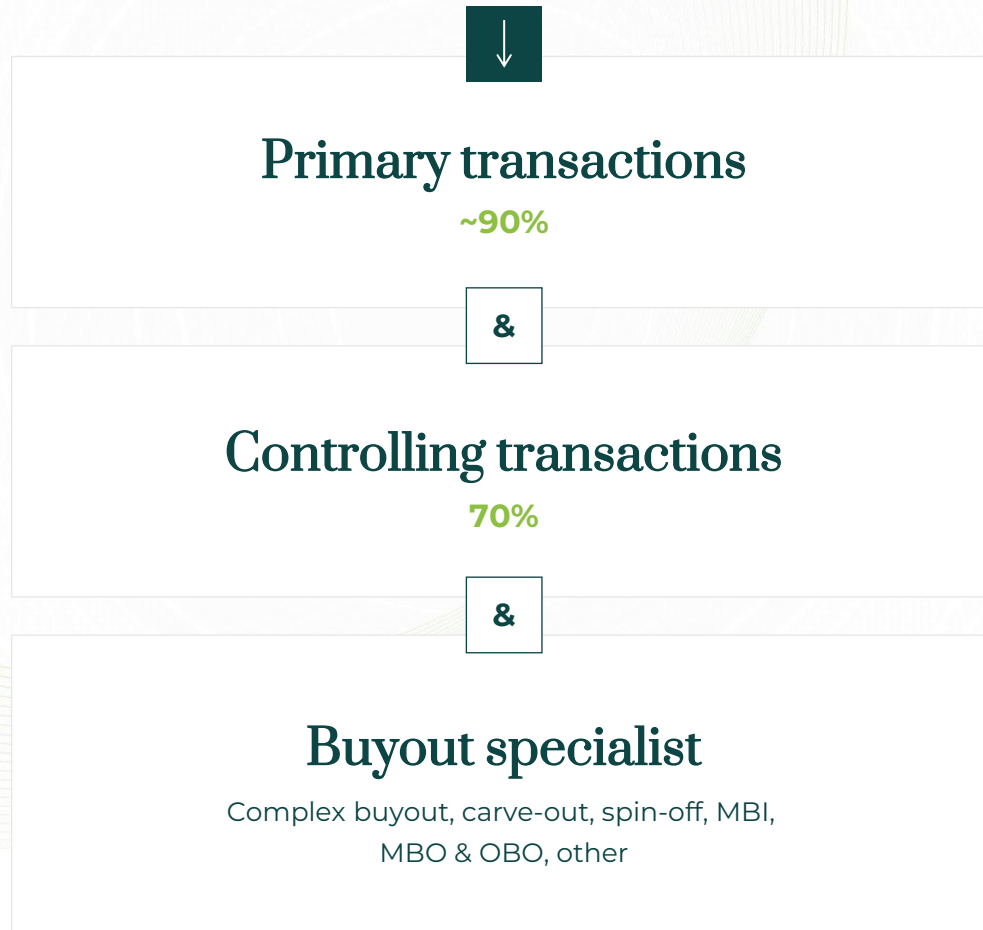 Primary transactions
~90%
&
Controlling transactions
70%
&
Buyout specialist
Complex buyout, carve-out, spin-off, MBI,
MBO & OBO, other